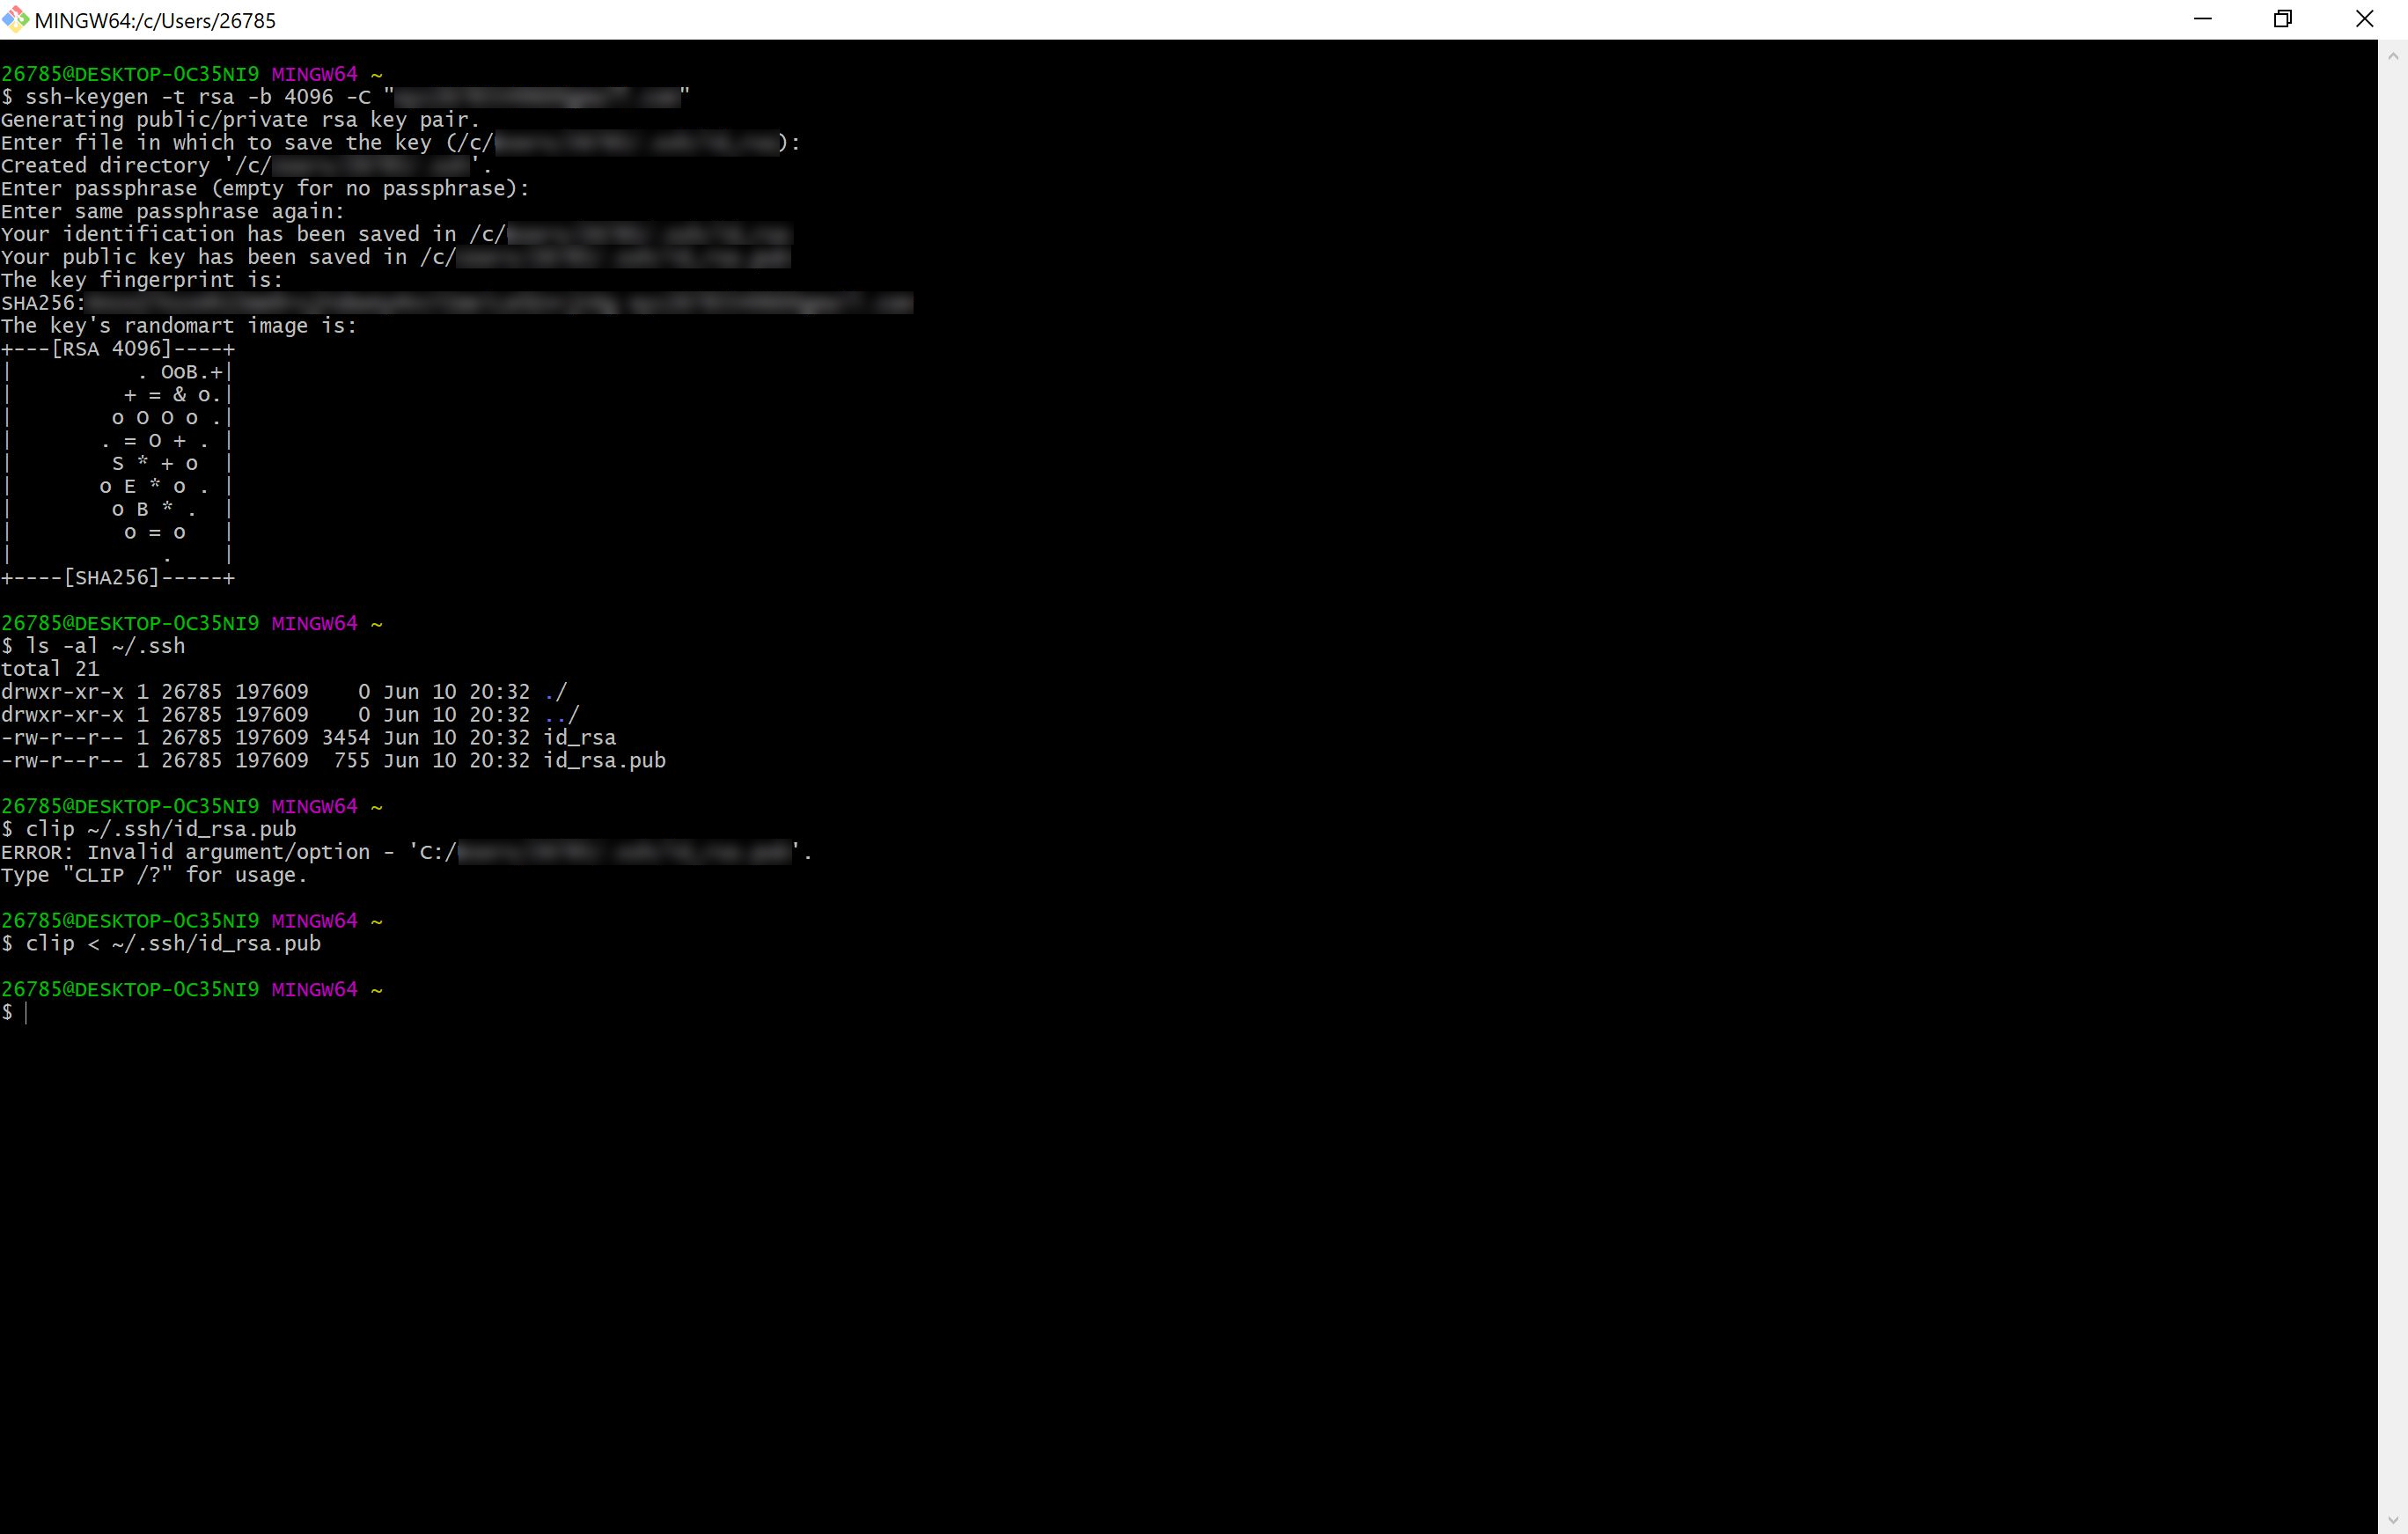 MINGW64:/c/Users/26785
26785@DESKTOP-0C35NI9 MINGW64 ~
$ ssh-keygen -t rsa -b 4096 -C "                       "
Generating public/private rsa key pair.
Enter file in which to save the key (/c/                       ):
Created directory '/c/                '.
Enter passphrase (empty for no passphrase):
Enter same passphrase again:
Your identification has been saved in /c/
Your public key has been saved in /c/
The key fingerprint is:
SHA256:
The key's randomart image is:
+---[RSA 4096]----+
|          . OoB.+|
|         + = & o.|
|        o O O o .|
|       . = O + . |
|        S * + o  |
|       o E * o . |
|        o B * .  |
|         o = o   |
|            .    |
+----[SHA256]-----+
26785@DESKTOP-0C35NI9 MINGW64 ~
$ ls -al ~/.ssh
total 21
drwxr-xr-x 1 26785 197609    0 Jun 10 20:32 ./
drwxr-xr-x 1 26785 197609    0 Jun 10 20:32 ../
-rw-r--r-- 1 26785 197609 3454 Jun 10 20:32 id_rsa
-rw-r--r-- 1 26785 197609  755 Jun 10 20:32 id_rsa.pub
26785@DESKTOP-0C35NI9 MINGW64 ~
$ clip ~/.ssh/id_rsa.pub
ERROR: Invalid argument/option - 'C:/                           '.
Type "CLIP /?" for usage.
26785@DESKTOP-0C35NI9 MINGW64 ~
$ clip < ~/.ssh/id_rsa.pub
26785@DESKTOP-0C35NI9 MINGW64 ~
$